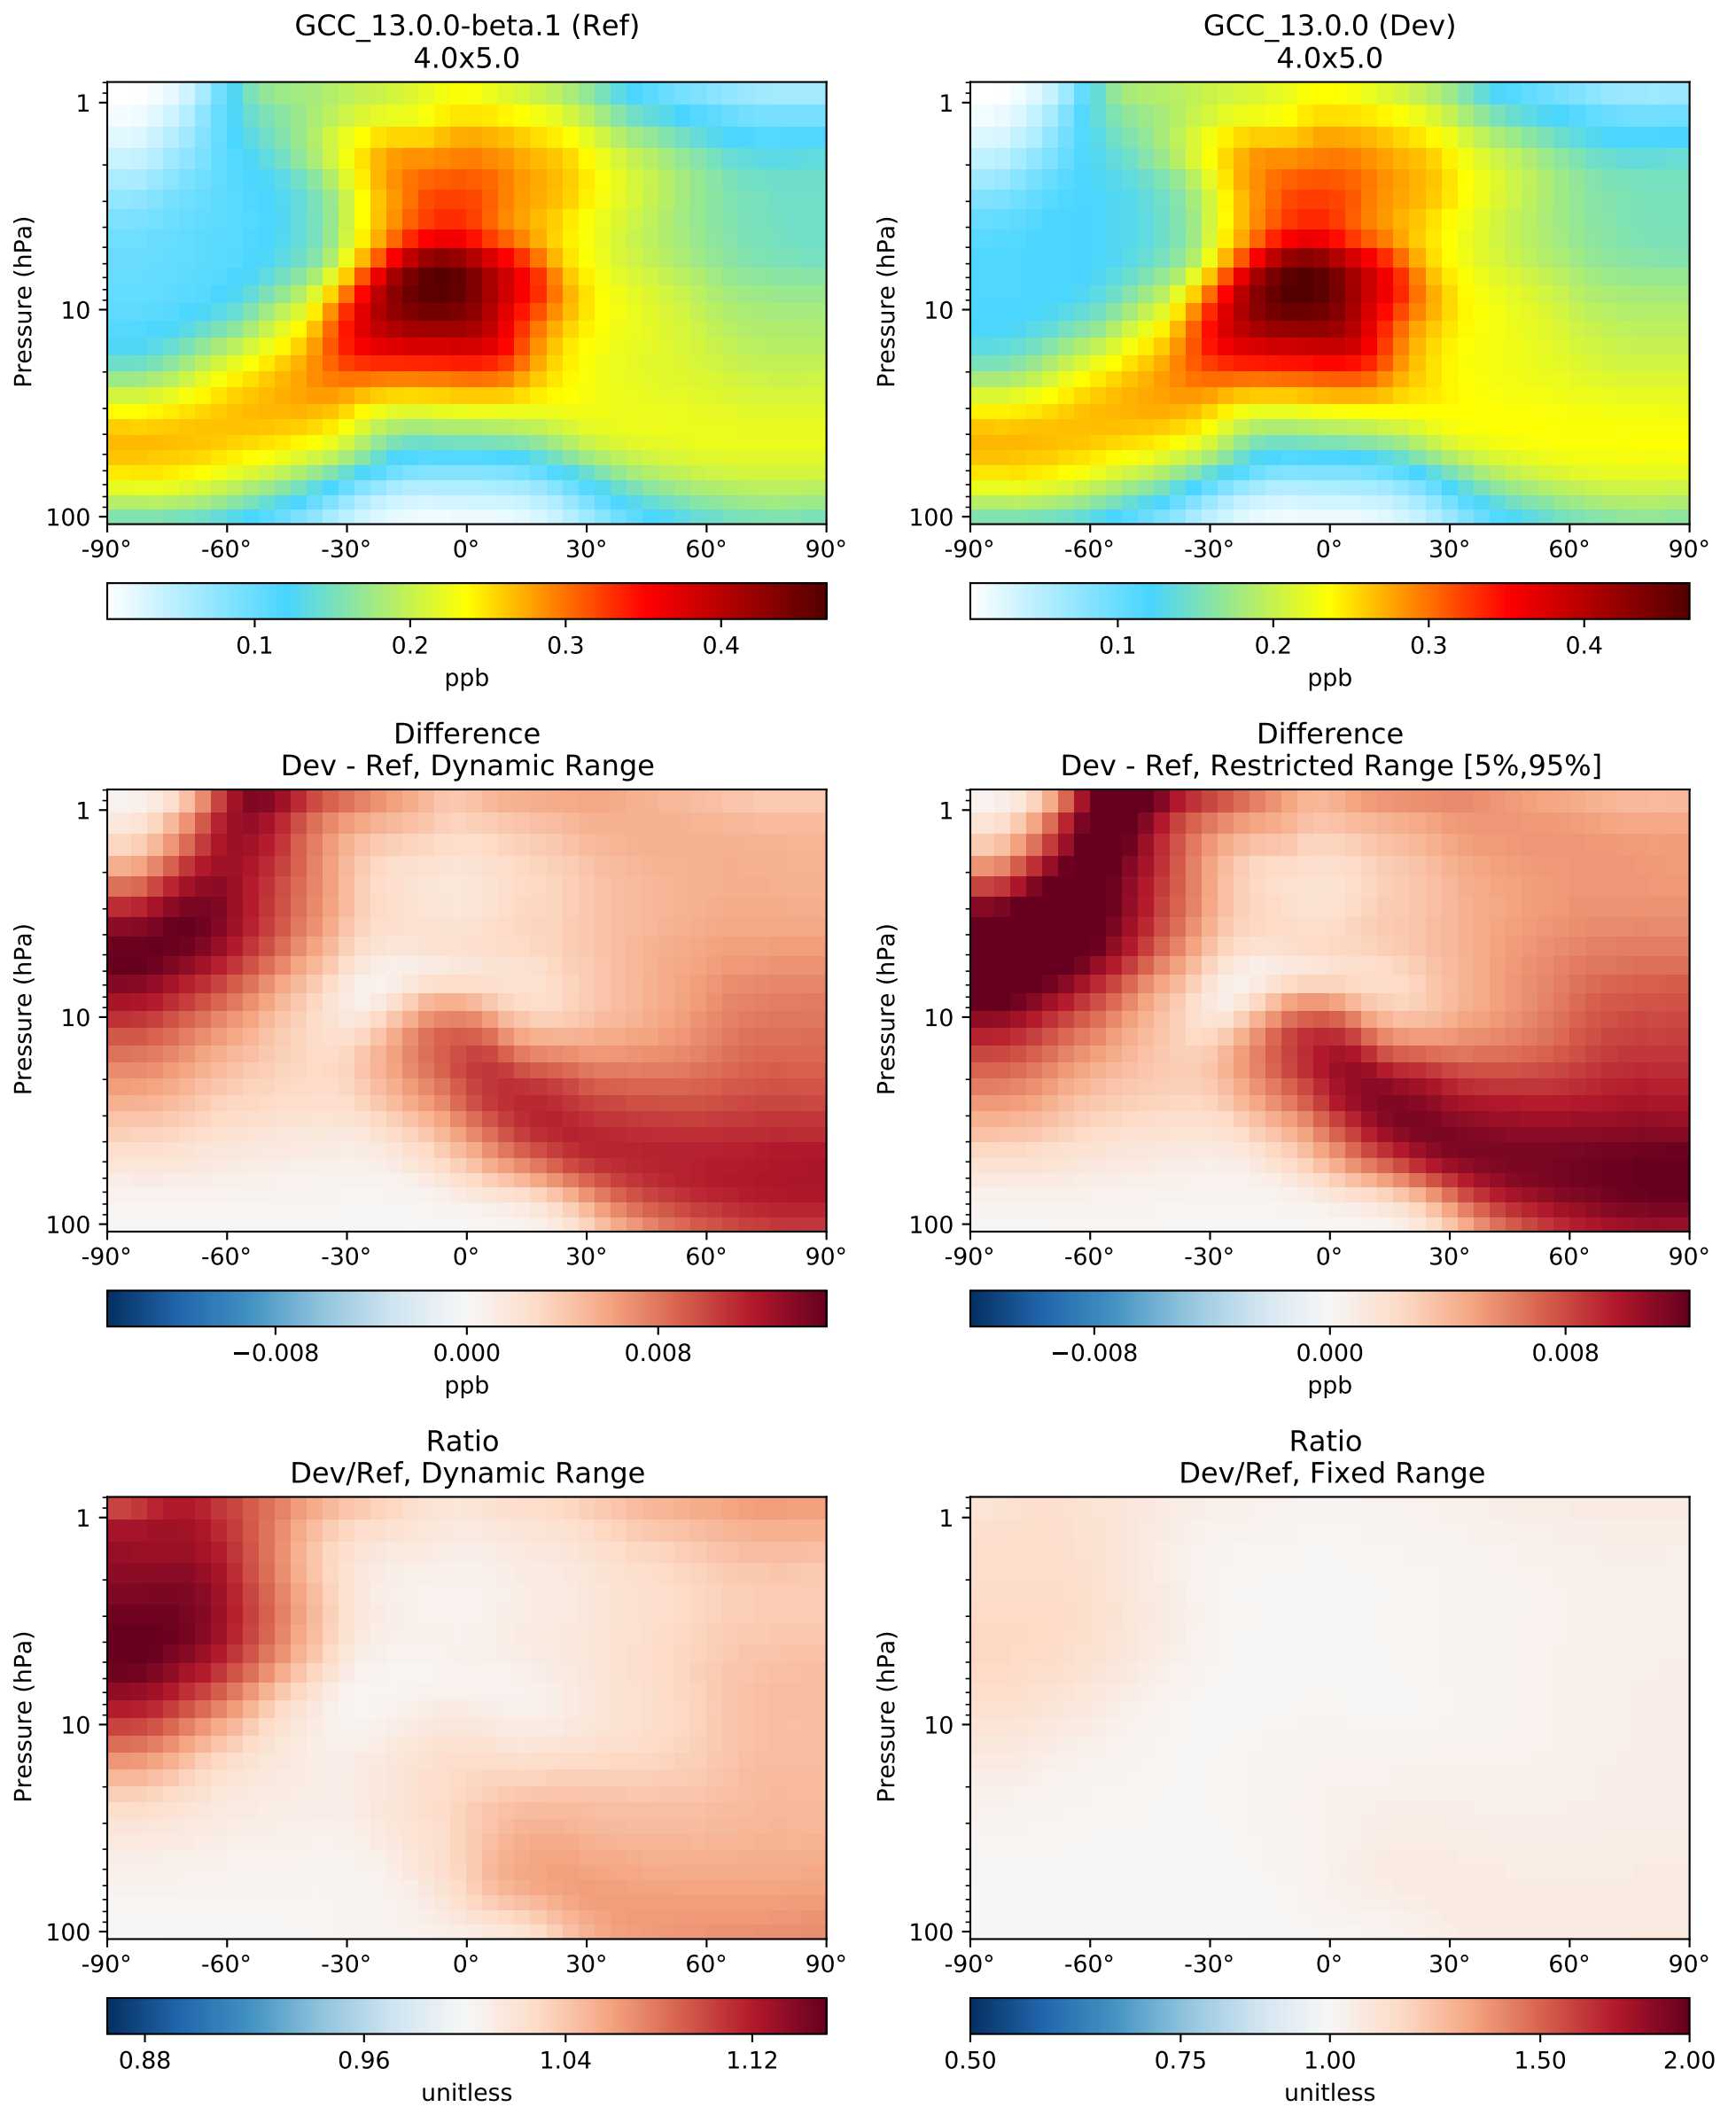 GCC_13.0.0-beta.1 (Ref)
4.0x5.0
Pressure (hPa)
1
10
100
-90° -60° -30° 0° 30° 60° 90°
0.1 0.2 0.3 0.4
ppb
GCC_13.0.0 (Dev)
4.0x5.0
Pressure (hPa)
1
10
100
-90° -60° -30° 0° 30° 60° 90°
0.1 0.2 0.3 0.4
ppb
Difference
Dev - Ref, Dynamic Range
Pressure (hPa)
1
10
100
-90° -60° -30° 0° 30° 60° 90°
−0.008 0.000 0.008
ppb
Difference
Dev - Ref, Restricted Range [5%,95%]
Pressure (hPa)
1
10
100
-90° -60° -30° 0° 30° 60° 90°
−0.008 0.000 0.008
ppb
Ratio
Dev/Ref, Dynamic Range
Pressure (hPa)
1
10
100
-90° -60° -30° 0° 30° 60° 90°
0.88 0.96 1.04 1.12
unitless
Ratio
Dev/Ref, Fixed Range
Pressure (hPa)
1
10
100
-90° -60° -30° 0° 30° 60° 90°
0.50 0.75 1.00 1.50 2.00
unitless